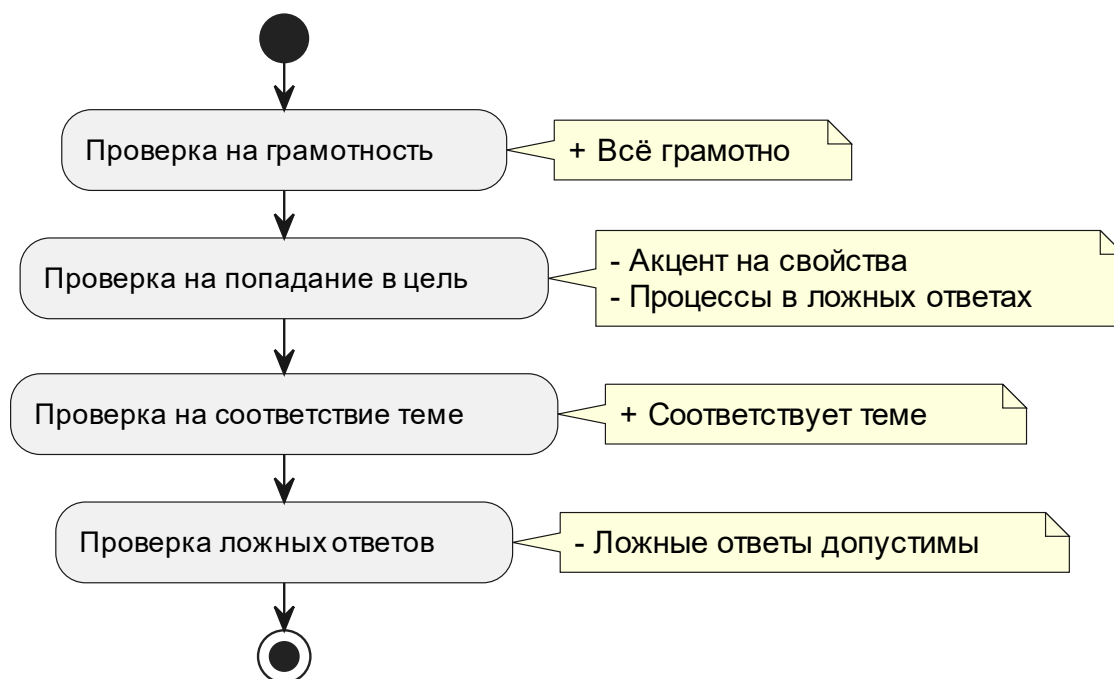 Проверка на грамотность
+ Всё грамотно
Проверка на попадание в цель
- Акцент на свойства
- Процессы в ложных ответах
Проверка на соответствие теме
+ Соответствует теме
Проверка ложных ответов
- Ложные ответы допустимы